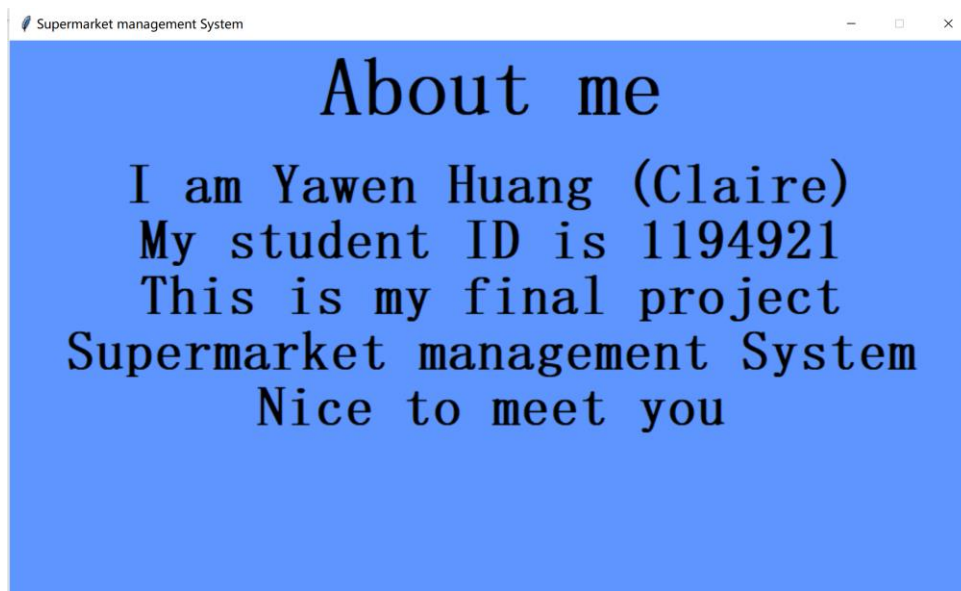 Supermarket management System
About me
I am Yawen Huang (Claire)
My student ID is 1194921
This is my final project
Supermarket management System
Nice to meet you